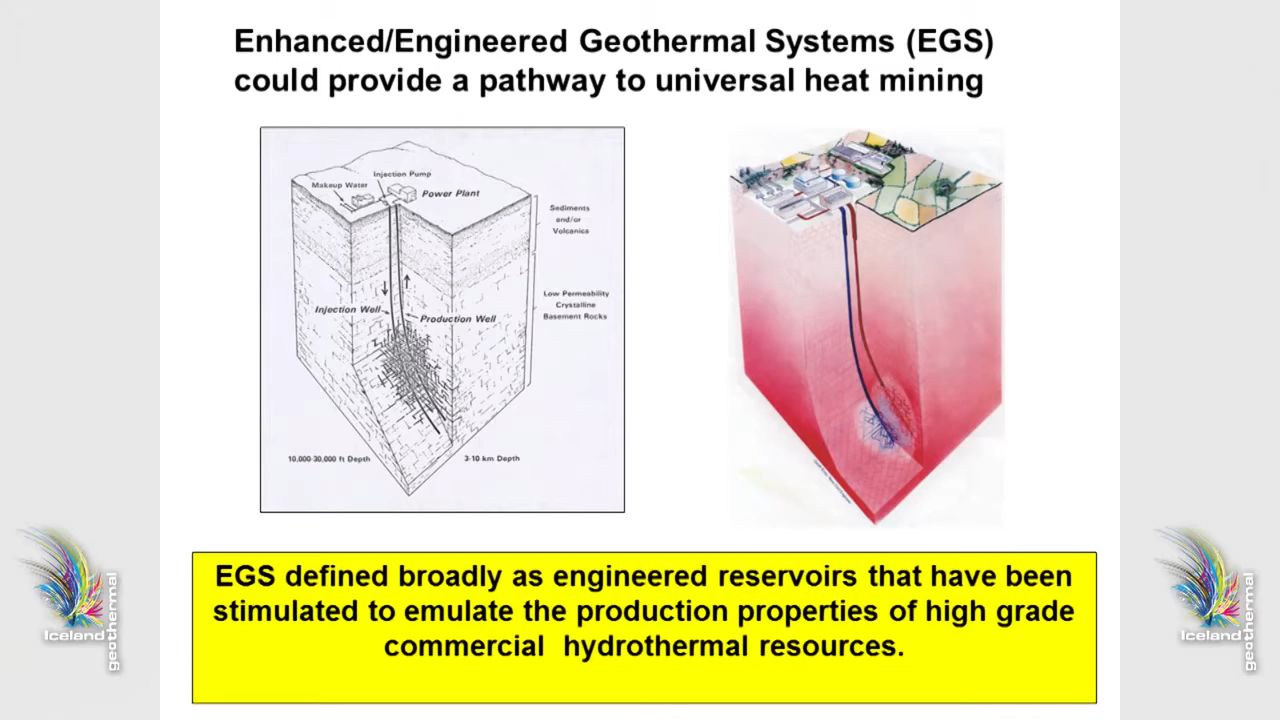 Enhanced/Engineered Geothermal Systems (EGS)
could provide a pathway to universal heat mining
Injection Pump
Makeup Water
Power Plant
Sediments
and/or
Volcanics
Injection Well
Production Well
Low Permeability
Crystalline
Basement Rocks
10,000-30,000 ft Depth
3-10 km Depth
EGS defined broadly as engineered reservoirs that have been
stimulated to emulate the production properties of high grade
commercial hydrothermal resources.
Iceland
geothermal
Iceland
geothermal